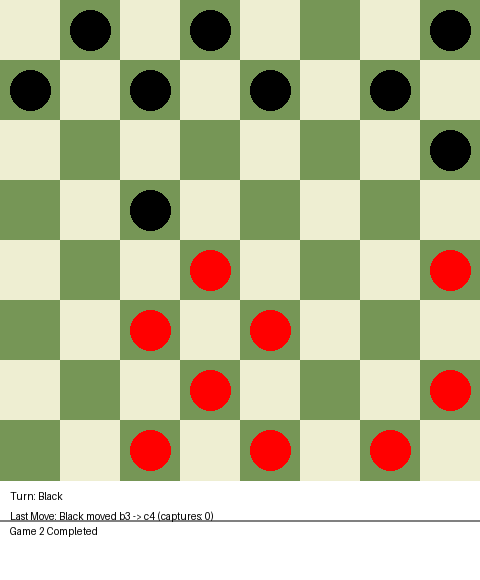 Turn: Black
Last Move: Black moved b3 -> c4 (captures: 0)
Game 2 Completed